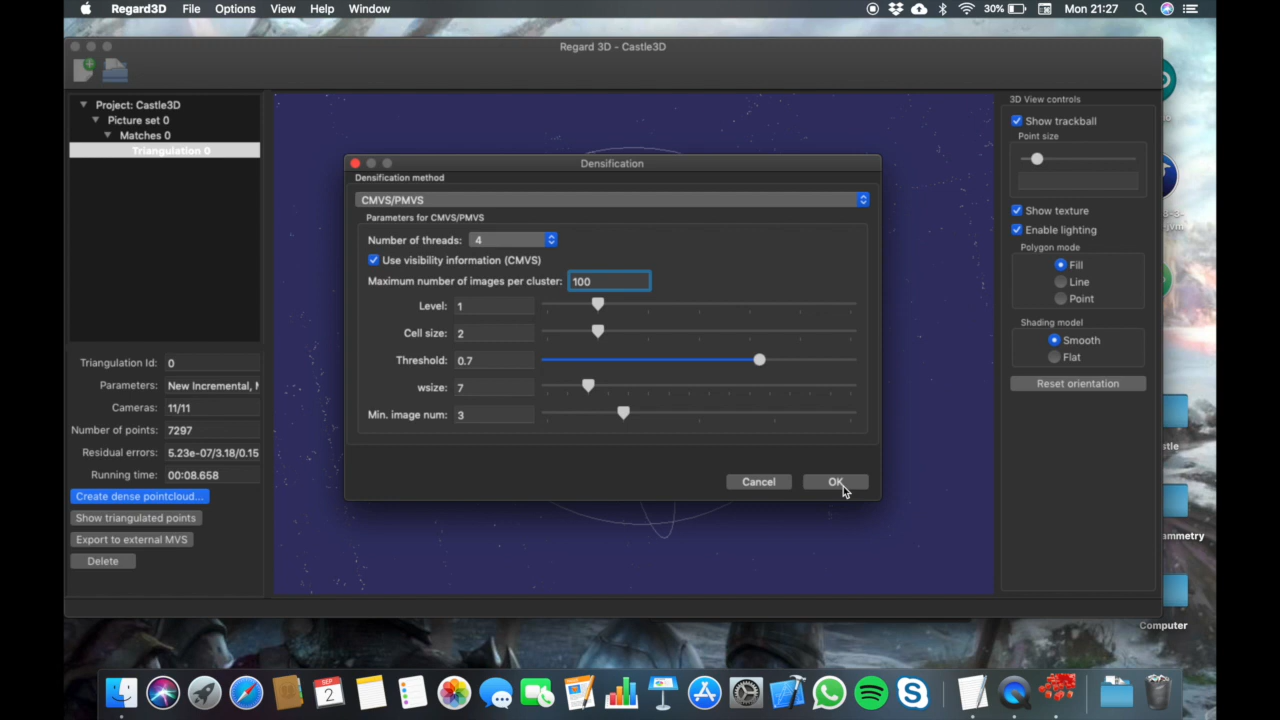 Regard3D File Options View Help Window 30% Mon 21:27
Regard 3D - Castle3D
Project: Castle3D
Picture set 0
Matches 0
Triangulation 0
Triangulation Id: 0
Parameters: New Incremental, M
Cameras: 11/11
Number of points: 7297
Residual errors: 5.23e-07/3.18/0.15
Running time: 00:08.658
Create dense pointcloud...
Show triangulated points
Export to external MVS
Delete
Densification
Densification method
CMVS/PMVS
Parameters for CMVS/PMVS
Number of threads: 4
Use visibility information (CMVS)
Maximum number of images per cluster: 100
Level: 1
Cell size: 2
Threshold: 0.7
wsize: 7
Min. image num: 3
Cancel OK
3D View controls
Show trackball
Point size
Show texture
Enable lighting
Polygon mode
Fill
Line
Point
Shading model
Smooth
Flat
Reset orientation
stle
ammetry
Computer
SEP
2